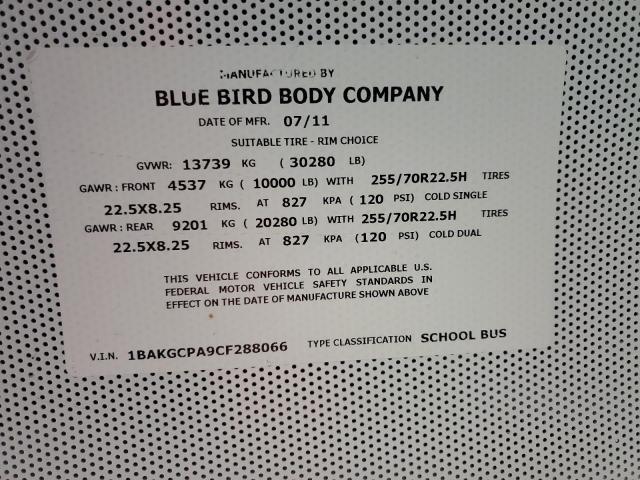 MANUFACTURED BY
BLUE BIRD BODY COMPANY
DATE OF MFR. 07/11
SUITABLE TIRE - RIM CHOICE
GVWR: 13739 KG ( 30280 LB)
GAWR : FRONT 4537 KG ( 10000 LB) WITH 255/70R22.5H TIRES
22.5X8.25 RIMS. AT 827 KPA ( 120 PSI) COLD SINGLE
GAWR : REAR 9201 KG ( 20280 LB) WITH 255/70R22.5H TIRES
22.5X8.25 RIMS. AT 827 KPA (120 PSI) COLD DUAL
THIS VEHICLE CONFORMS TO ALL APPLICABLE U.S.
FEDERAL MOTOR VEHICLE SAFETY STANDARDS IN
EFFECT ON THE DATE OF MANUFACTURE SHOWN ABOVE
V.I.N. 1BAKGCPA9CF288066 TYPE CLASSIFICATION SCHOOL BUS